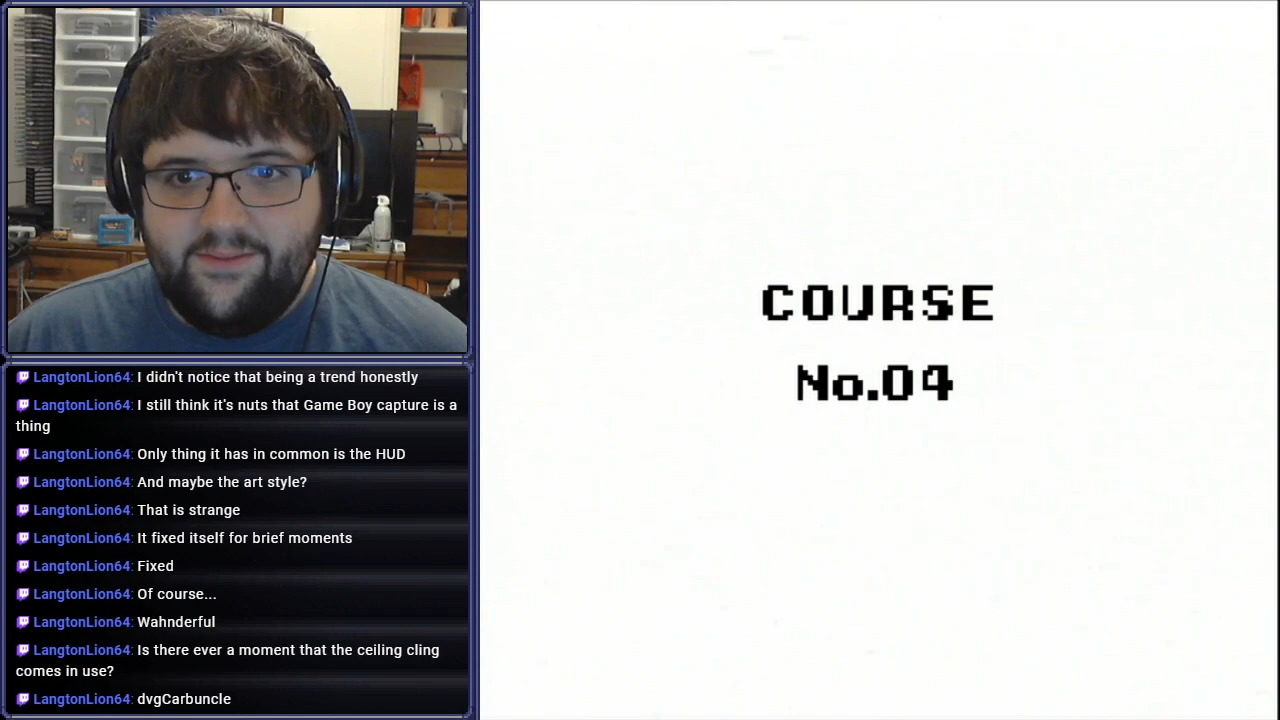 LangtonLion64: I didn't notice that being a trend honestly
LangtonLion64: I still think it's nuts that Game Boy capture is a
thing
LangtonLion64: Only thing it has in common is the HUD
LangtonLion64: And maybe the art style?
LangtonLion64: That is strange
LangtonLion64: It fixed itself for brief moments
LangtonLion64: Fixed
LangtonLion64: Of course...
LangtonLion64: Wahnderful
LangtonLion64: Is there ever a moment that the ceiling cling
comes in use?
LangtonLion64: dvgCarbuncle
COURSE
No.04